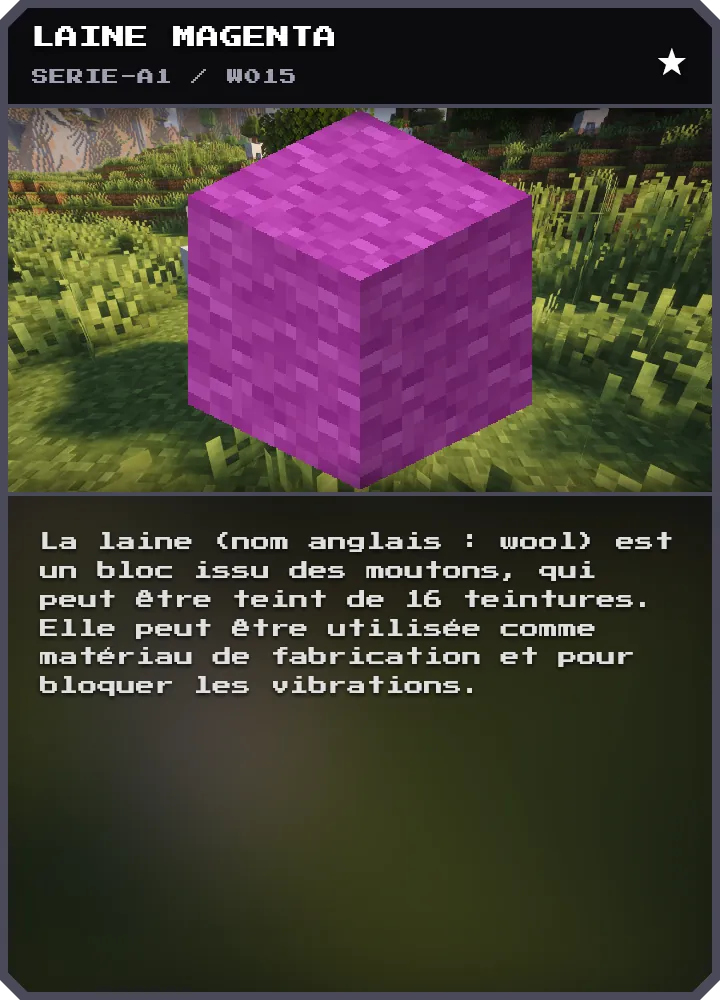 LAINE MAGENTA
SERIE-A1 / W015
La laine (nom anglais : wool) est
un bloc issu des moutons, qui
peut être teint de 16 teintures.
Elle peut être utilisée comme
matériau de fabrication et pour
bloquer les vibrations.